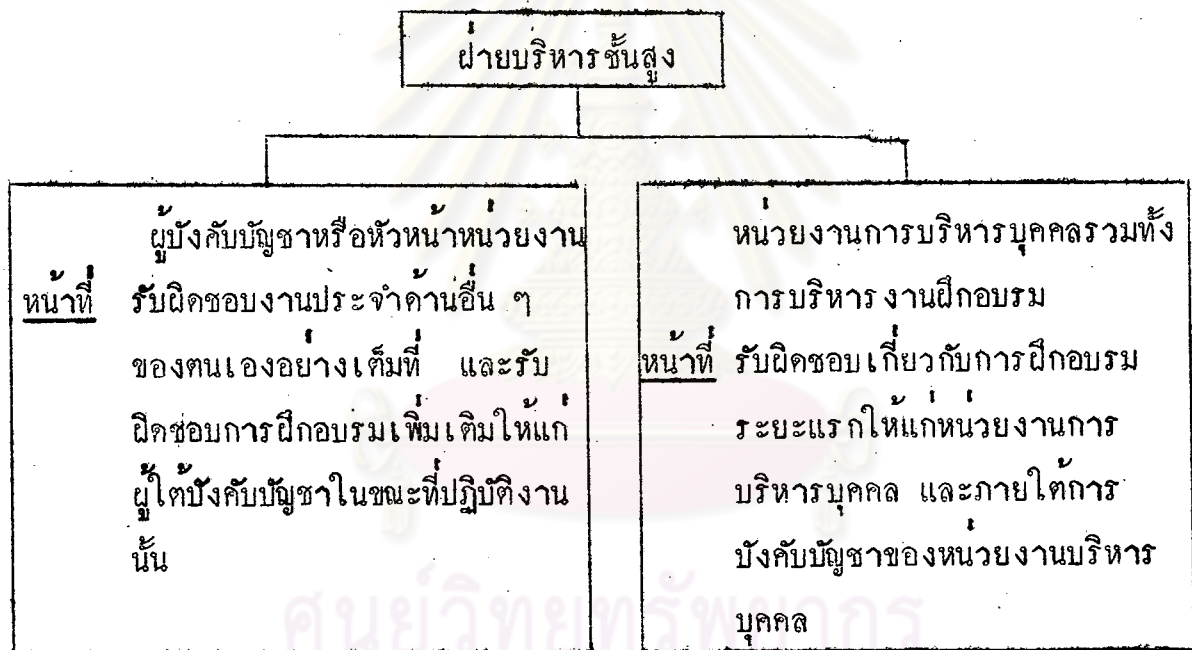 ฝ่ายบริหารชั้นสูง
ผู้บังคับบัญชาหรือหัวหน้าหน่วยงาน
หน้าที่ รับผิดชอบงานประจำด้านอื่น ๆ
ของตนเองอย่างเต็มที่ และรับ
ผิดชอบการฝึกอบรมเพิ่มเติมให้แก่
ผู้ใต้บังคับบัญชาในขณะที่ปฏิบัติงาน
นั้น
หน่วยงานการบริหารบุคคลรวมทั้ง
การบริหารงานฝึกอบรม
หน้าที่ รับผิดชอบเกี่ยวกับการฝึกอบรม
ระยะแรกให้แก่หน่วยงานการ
บริหารบุคคล และภายใต้การ
บังคับบัญชาของหน่วยงานบริหาร
บุคคล
ศูนย์วิทยทรัพยากร